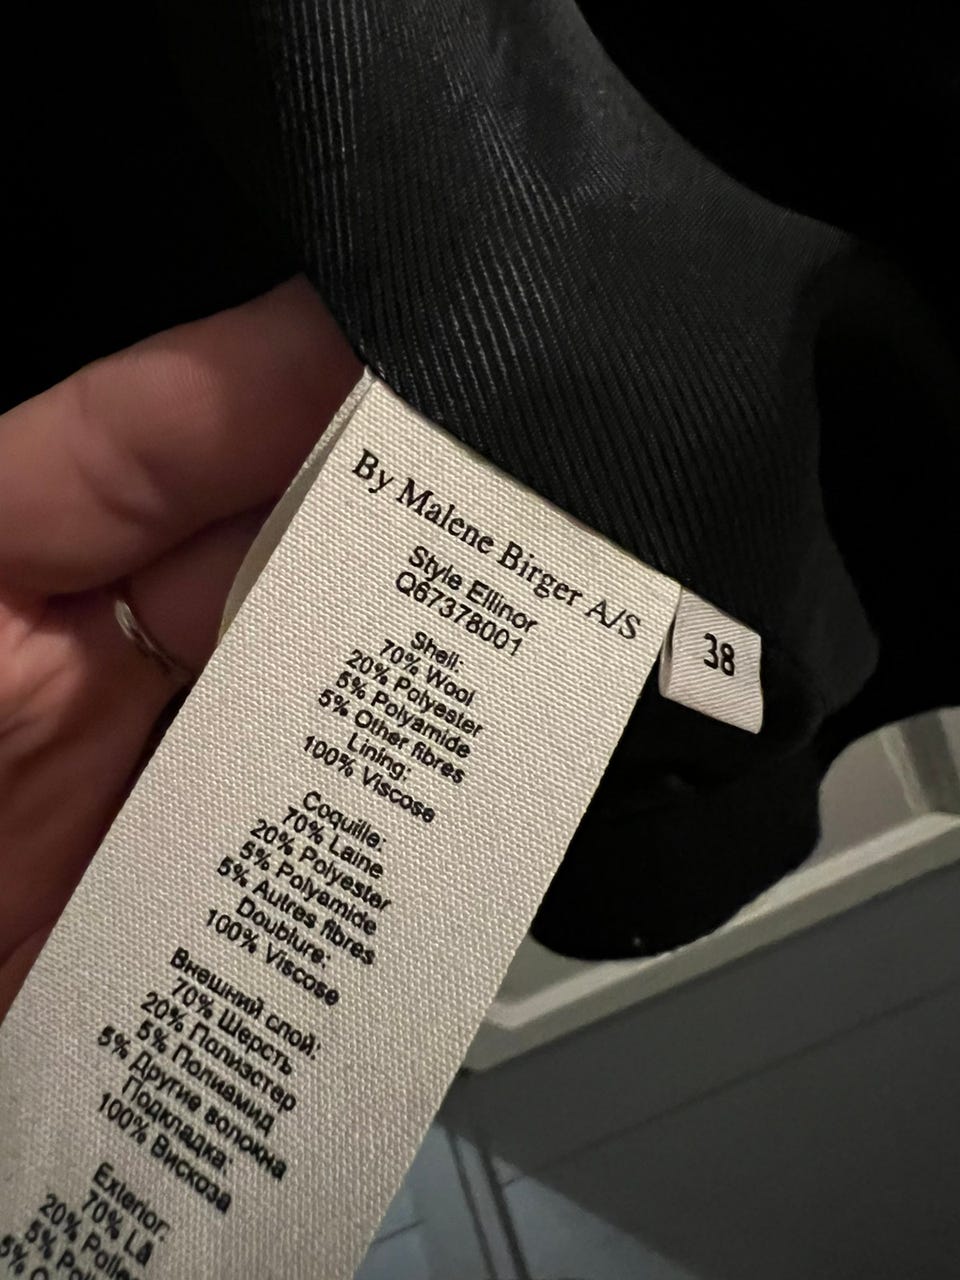 By Malene Birger A/S
Style Ellinor
Q67378001
Shell:
70% Wool
20% Polyester
5% Polyamide
5% Other fibres
Lining:
100% Viscose
Coquille:
70% Laine
20% Polyester
5% Polyamide
5% Autres fibres
Doublure:
100% Viscose
Внешний слой:
70% Шерсть
20% Полиэстер
5% Полиамид
5% Другие волокна
Подкладка:
100% Вискоза
Exterior:
70% Lã
20%
5%
5%
38